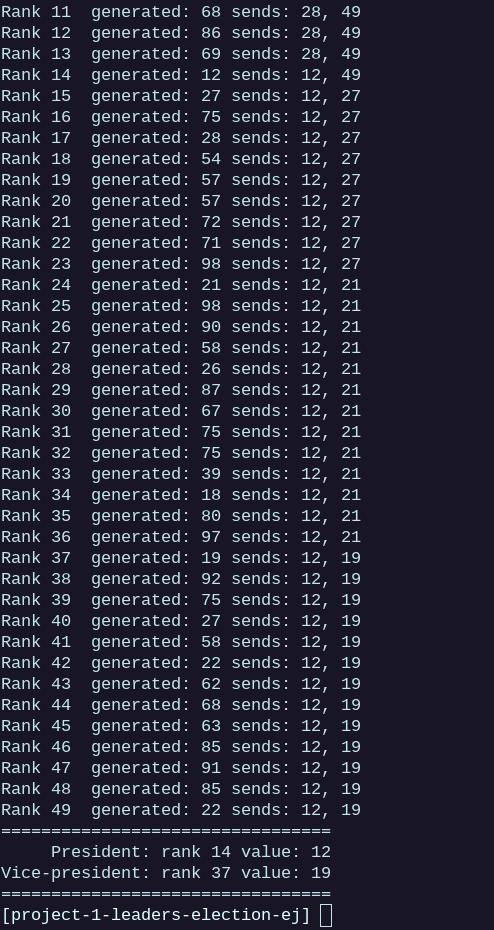 Rank 11  generated: 68 sends: 28, 49
Rank 12  generated: 86 sends: 28, 49
Rank 13  generated: 69 sends: 28, 49
Rank 14  generated: 12 sends: 12, 49
Rank 15  generated: 27 sends: 12, 27
Rank 16  generated: 75 sends: 12, 27
Rank 17  generated: 28 sends: 12, 27
Rank 18  generated: 54 sends: 12, 27
Rank 19  generated: 57 sends: 12, 27
Rank 20  generated: 57 sends: 12, 27
Rank 21  generated: 72 sends: 12, 27
Rank 22  generated: 71 sends: 12, 27
Rank 23  generated: 98 sends: 12, 27
Rank 24  generated: 21 sends: 12, 21
Rank 25  generated: 98 sends: 12, 21
Rank 26  generated: 90 sends: 12, 21
Rank 27  generated: 58 sends: 12, 21
Rank 28  generated: 26 sends: 12, 21
Rank 29  generated: 87 sends: 12, 21
Rank 30  generated: 67 sends: 12, 21
Rank 31  generated: 75 sends: 12, 21
Rank 32  generated: 75 sends: 12, 21
Rank 33  generated: 39 sends: 12, 21
Rank 34  generated: 18 sends: 12, 21
Rank 35  generated: 80 sends: 12, 21
Rank 36  generated: 97 sends: 12, 21
Rank 37  generated: 19 sends: 12, 19
Rank 38  generated: 92 sends: 12, 19
Rank 39  generated: 75 sends: 12, 19
Rank 40  generated: 27 sends: 12, 19
Rank 41  generated: 58 sends: 12, 19
Rank 42  generated: 22 sends: 12, 19
Rank 43  generated: 62 sends: 12, 19
Rank 44  generated: 68 sends: 12, 19
Rank 45  generated: 63 sends: 12, 19
Rank 46  generated: 85 sends: 12, 19
Rank 47  generated: 91 sends: 12, 19
Rank 48  generated: 85 sends: 12, 19
Rank 49  generated: 22 sends: 12, 19
=================================
     President: rank 14 value: 12
Vice-president: rank 37 value: 19
=================================
[project-1-leaders-election-ej]